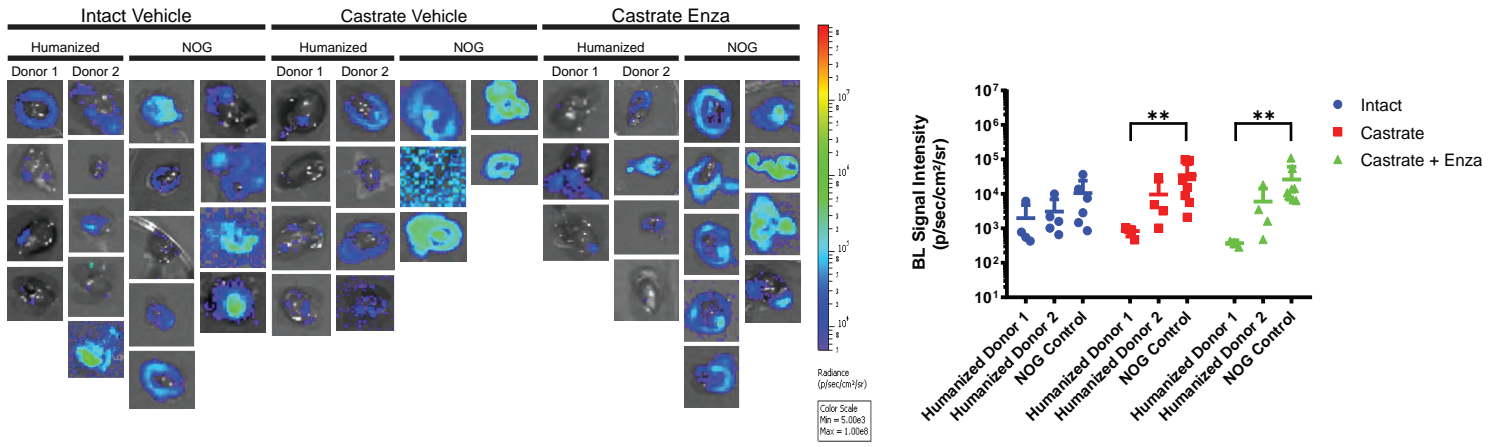 Intact Vehicle
Castrate Vehicle
Castrate Enza
Humanized
NOG
Humanized
NOG
Humanized
NOG
Donor 1
Donor 2
Donor 1
Donor 2
Donor 1
Donor 2
10⁷
10⁶
10⁵
10⁴
Radiance
(p/sec/cm²/sr)
Color Scale
Min = 5.00e3
Max = 1.00e8
BL Signal Intensity
(p/sec/cm²/sr)
10⁷
10⁶
10⁵
10⁴
10³
10²
10¹
**
**
Intact
Castrate
Castrate + Enza
Humanized Donor 1
Humanized Donor 2
NOG Control
Humanized Donor 1
Humanized Donor 2
NOG Control
Humanized Donor 1
Humanized Donor 2
NOG Control